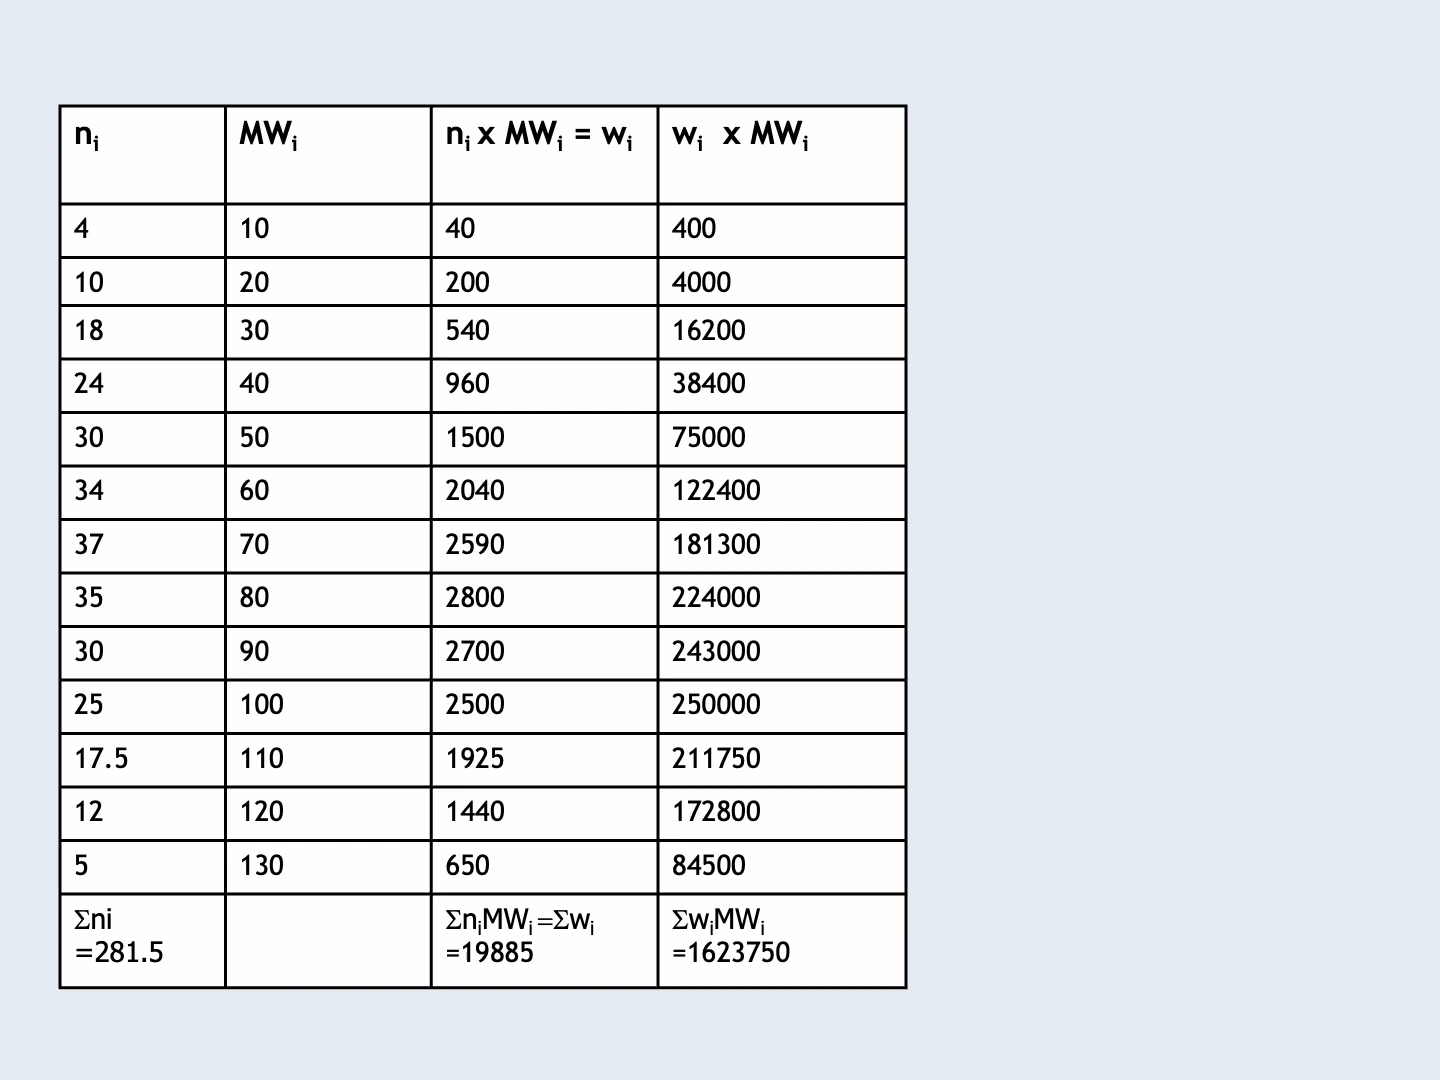 nᵢ MWᵢ nᵢ x MWᵢ = wᵢ wᵢ x MWᵢ
4 10 40 400
10 20 200 4000
18 30 540 16200
24 40 960 38400
30 50 1500 75000
34 60 2040 122400
37 70 2590 181300
35 80 2800 224000
30 90 2700 243000
25 100 2500 250000
17.5 110 1925 211750
12 120 1440 172800
5 130 650 84500
Σni ΣnᵢMWᵢ=Σwᵢ ΣwᵢMWᵢ
=281.5 =19885 =1623750